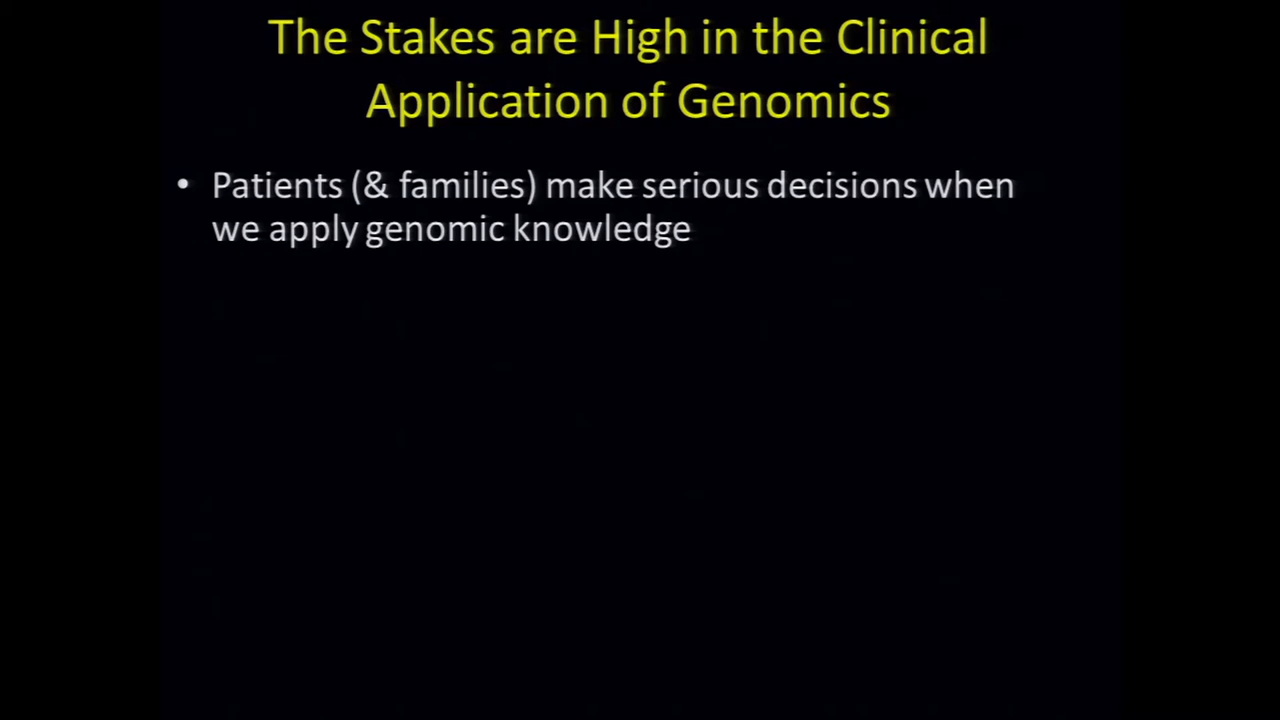 The Stakes are High in the Clinical
Application of Genomics
• Patients (& families) make serious decisions when
we apply genomic knowledge